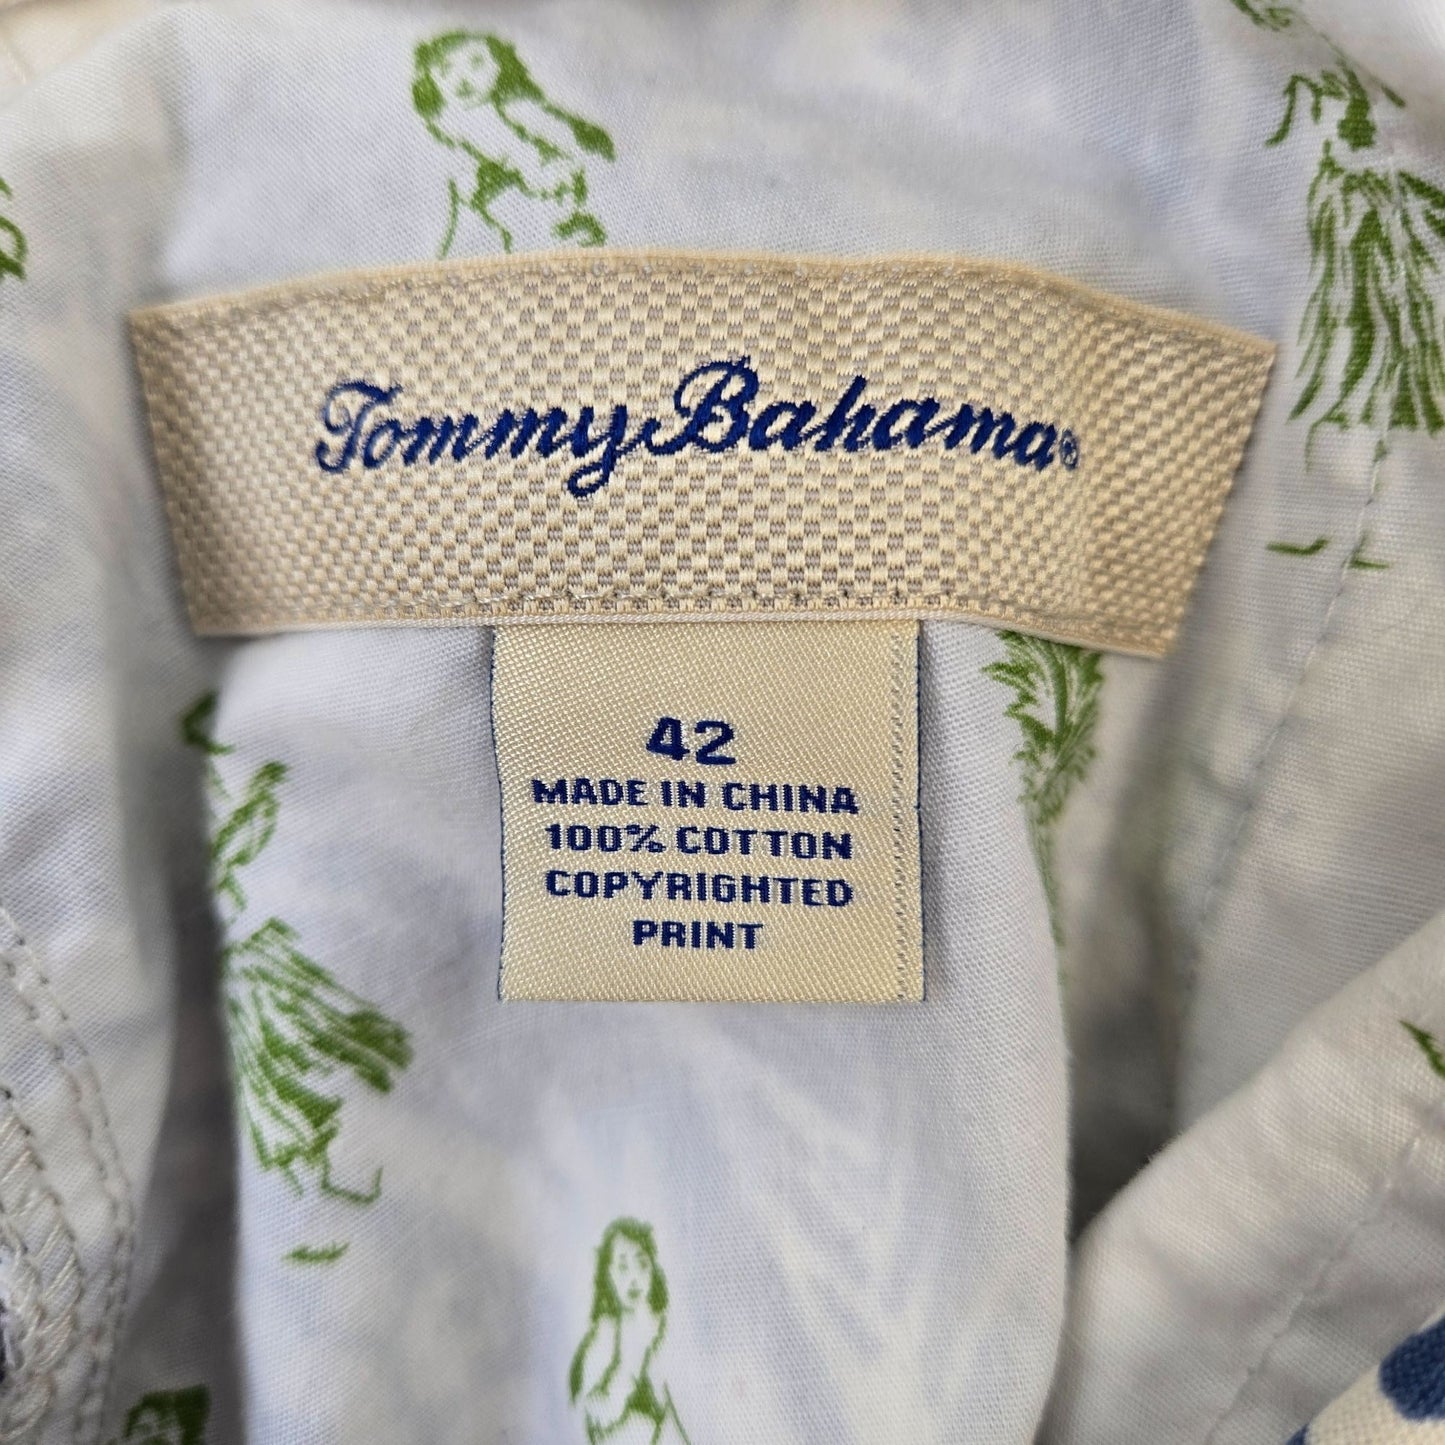 Tommy Bahama®
42
MADE IN CHINA
100% COTTON
COPYRIGHTED
PRINT